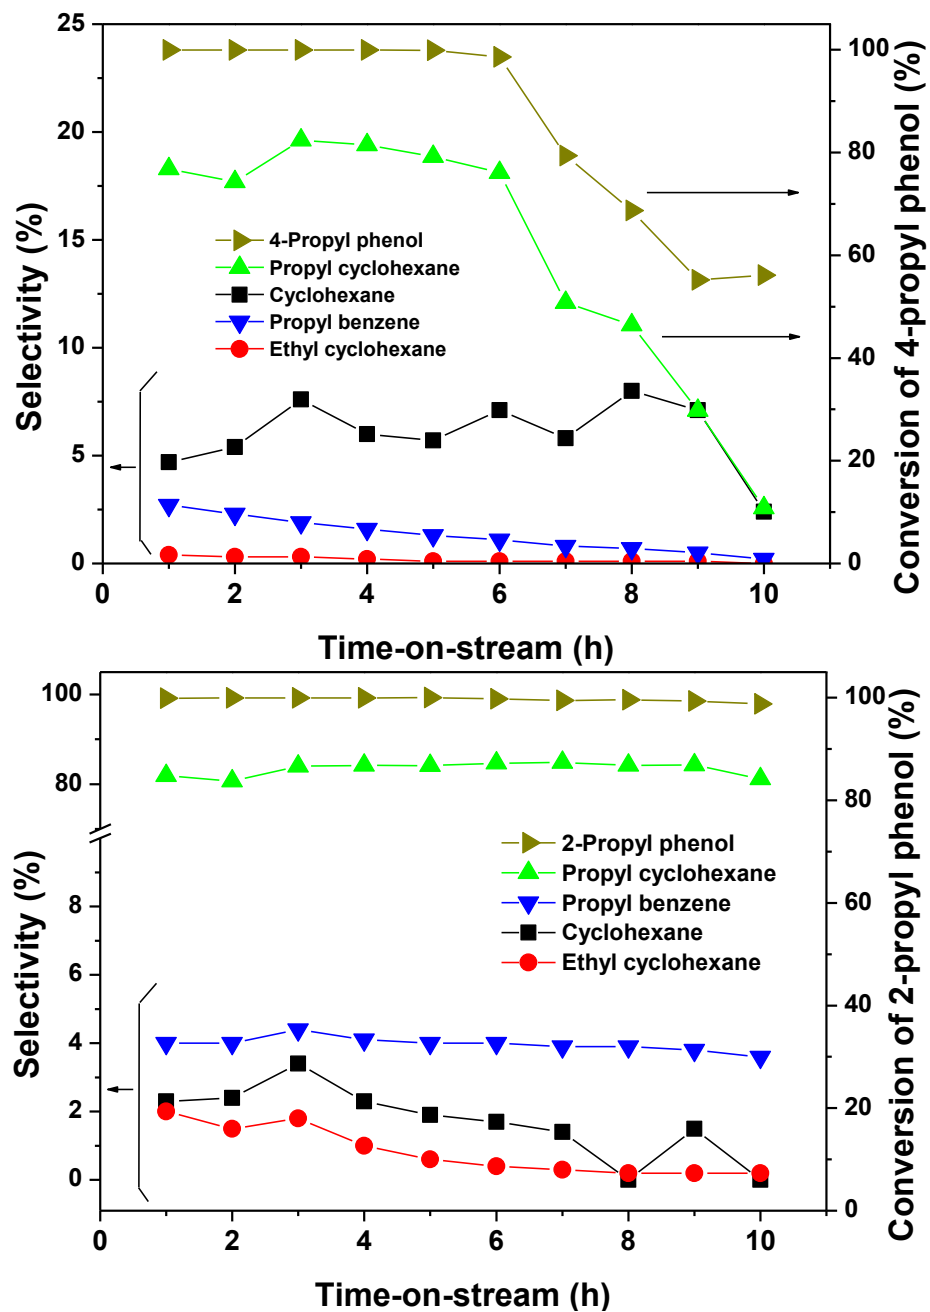 25
20
15
10
5
0
Selectivity (%)
100
80
60
40
20
0
Conversion of 4-propyl phenol (%)
4-Propyl phenol
Propyl cyclohexane
Cyclohexane
Propyl benzene
Ethyl cyclohexane
0 2 4 6 8 10
Time-on-stream (h)
100
80
8
6
4
2
0
Selectivity (%)
100
80
60
40
20
0
Conversion of 2-propyl phenol (%)
2-Propyl phenol
Propyl cyclohexane
Propyl benzene
Cyclohexane
Ethyl cyclohexane
0 2 4 6 8 10
Time-on-stream (h)